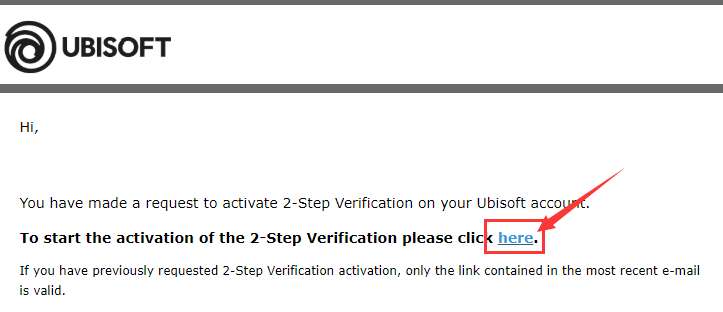 UBISOFT
Hi,
You have made a request to activate 2-Step Verification on your Ubisoft account.
To start the activation of the 2-Step Verification please click here.
If you have previously requested 2-Step Verification activation, only the link contained in the most recent e-mail
is valid.